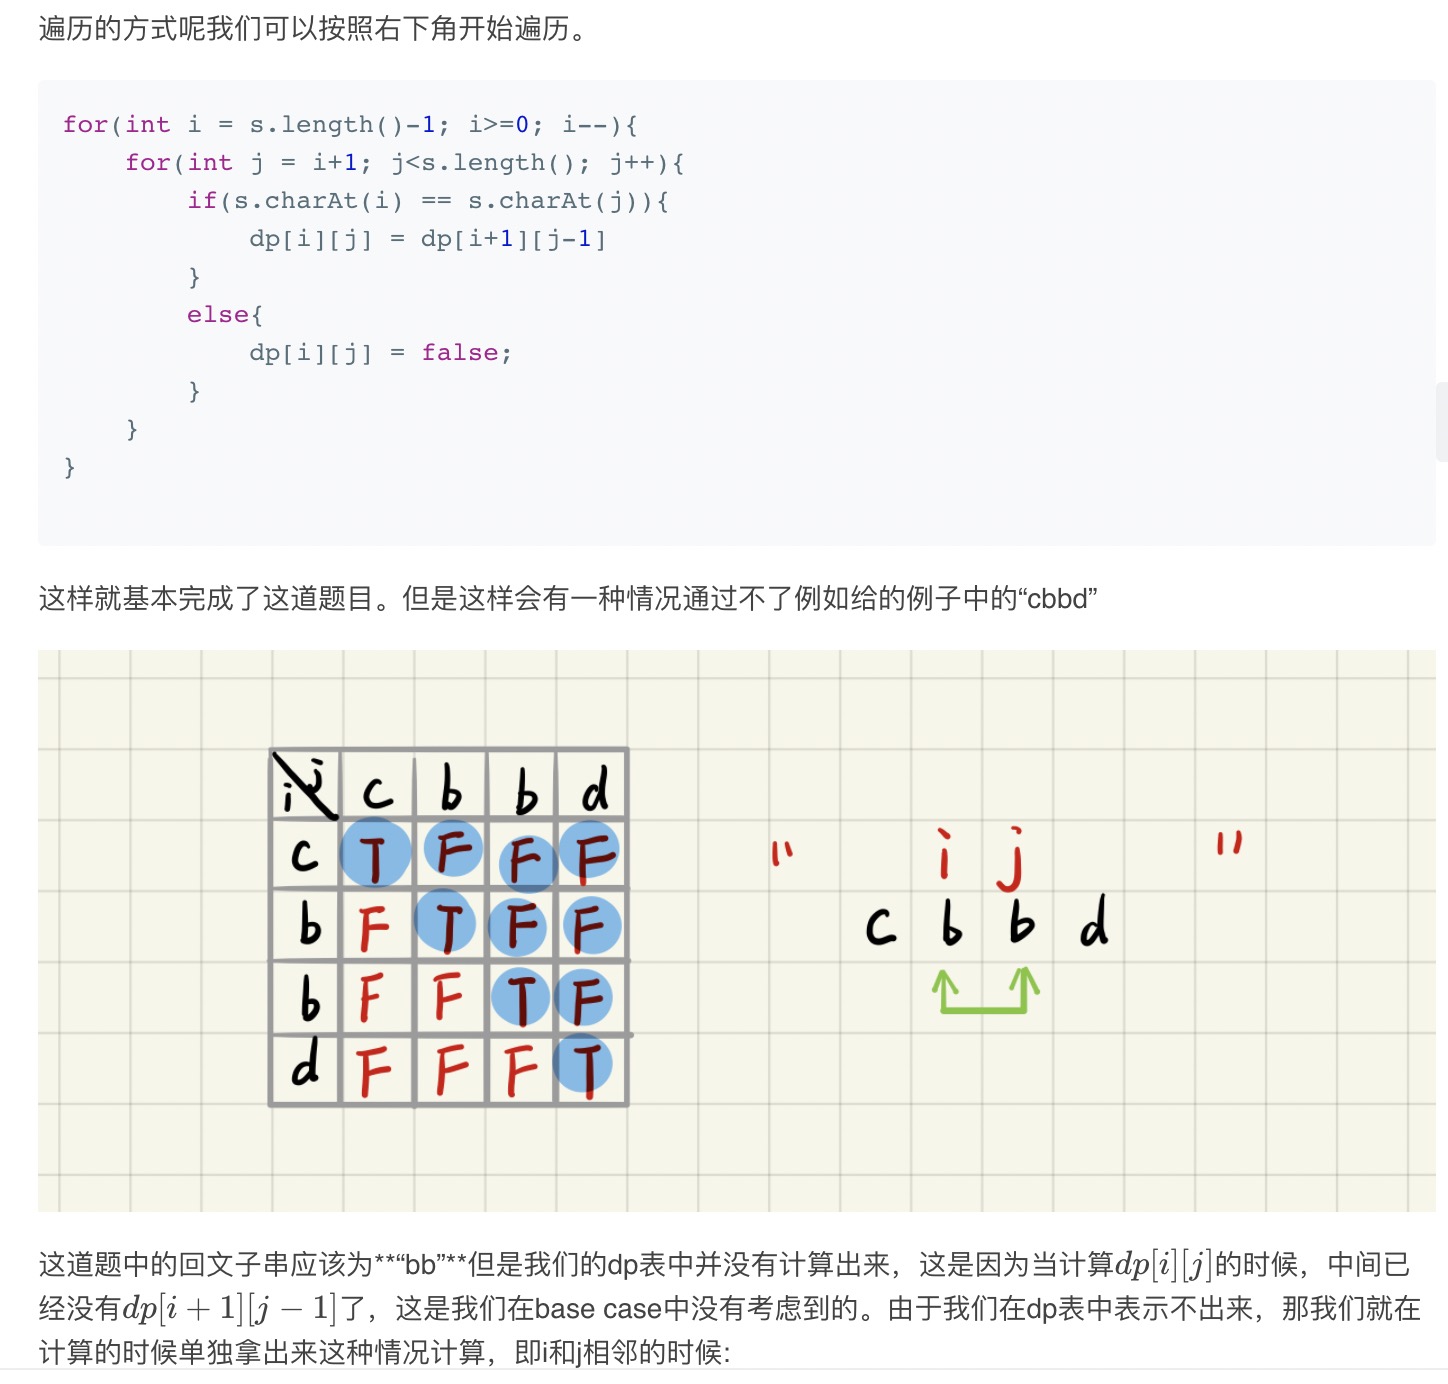 遍历的方式呢我们可以按照右下角开始遍历。
for(int i = s.length()-1; i>=0; i--){
    for(int j = i+1; j<s.length(); j++){
        if(s.charAt(i) == s.charAt(j)){
            dp[i][j] = dp[i+1][j-1]
        }
        else{
            dp[i][j] = false;
        }
    }
}
这样就基本完成了这道题目。但是这样会有一种情况通过不了例如给的例子中的“cbbd”
i j c b b d
c T F F F
b F T F F
b F F T F
d F F F T
" i j "
c b b d
这道题中的回文子串应该为**“bb”**但是我们的dp表中并没有计算出来，这是因为当计算dp[i][j]的时候，中间已
经没有dp[i + 1][j − 1]了，这是我们在base case中没有考虑到的。由于我们在dp表中表示不出来，那我们就在
计算的时候单独拿出来这种情况计算，即i和j相邻的时候: